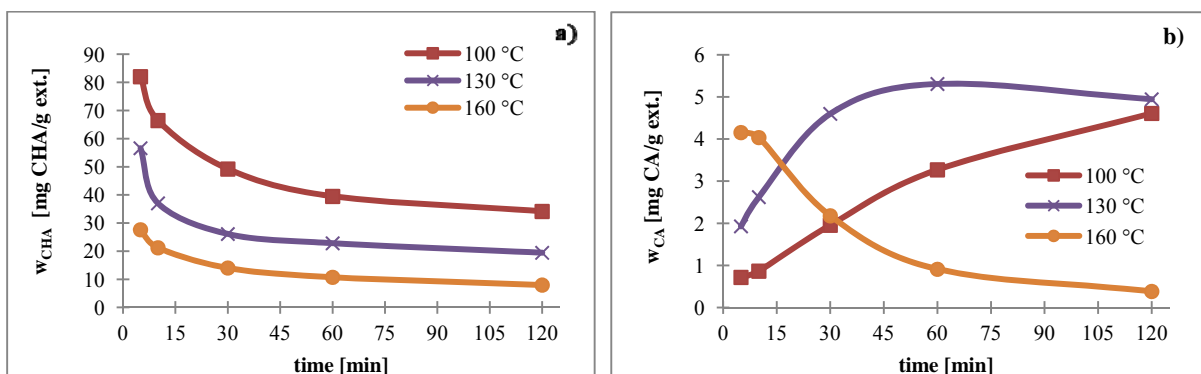 a)
w_CHA [mg CHA/g ext.]
90
80
70
60
50
40
30
20
10
0
100 °C
130 °C
160 °C
0 15 30 45 60 75 90 105 120
time [min]
b)
w_CA [mg CA/g ext.]
6
5
4
3
2
1
0
100 °C
130 °C
160 °C
0 15 30 45 60 75 90 105 120
time [min]